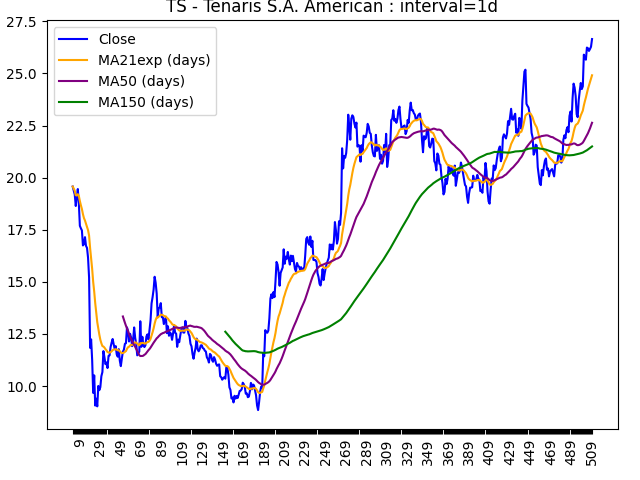 TS - Tenaris S.A. American : interval=1d
Close
MA21exp (days)
MA50 (days)
MA150 (days)
27.5
25.0
22.5
20.0
17.5
15.0
12.5
10.0
9 29 49 69 89 109 129 149 169 189 209 229 249 269 289 309 329 349 369 389 409 429 449 469 489 509